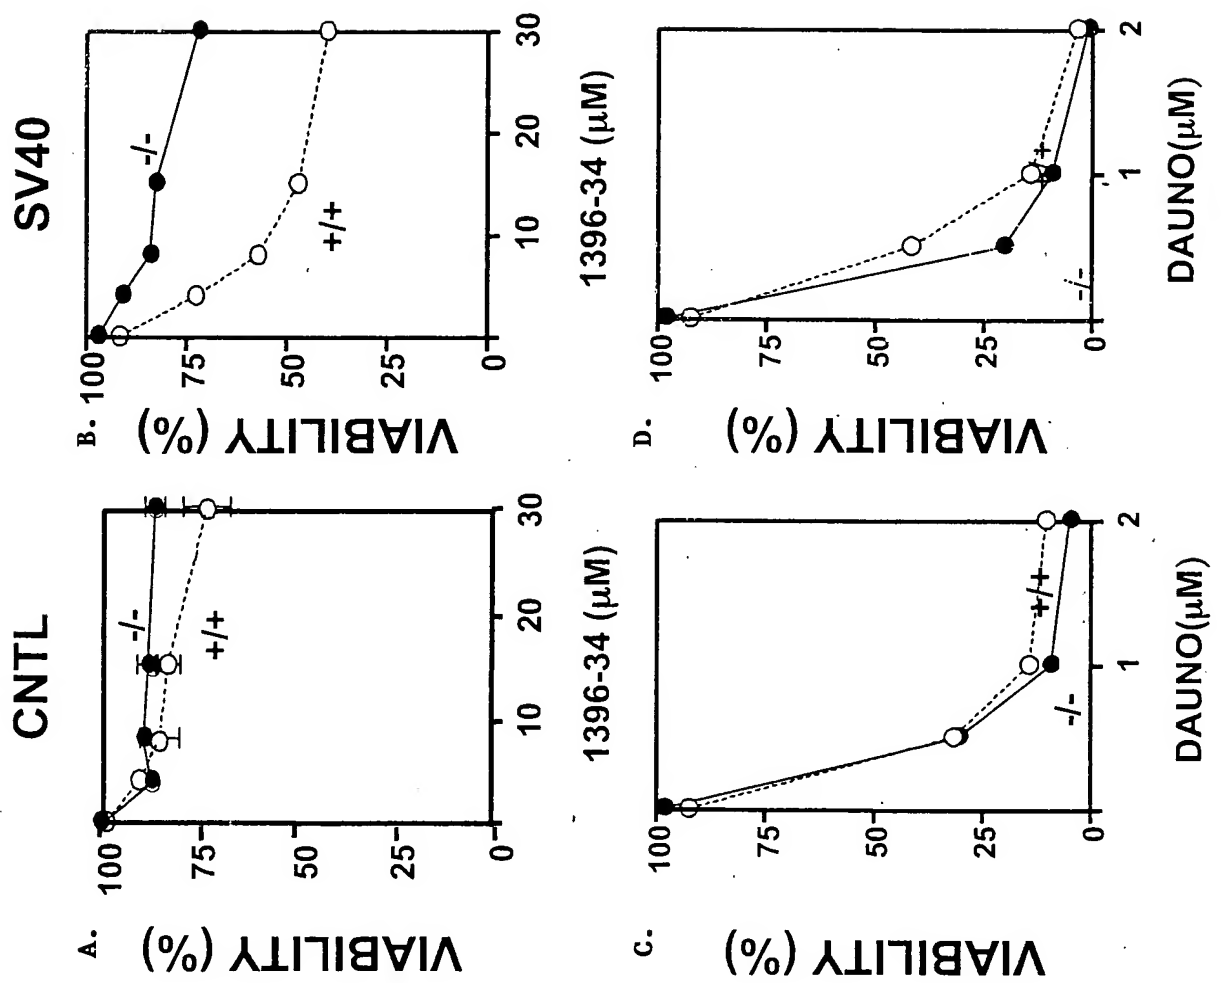 CNTL
SV40
A.
VIABILITY (%)
100
75
50
25
0
-/-
+/+
10
20
30
1396-34 (μM)
B.
VIABILITY (%)
100
75
50
25
0
-/-
+/+
10
20
30
1396-34 (μM)
C.
VIABILITY (%)
100
75
50
25
0
+/+
-/-
1
2
DAUNO(μM)
D.
VIABILITY (%)
100
75
50
25
0
-/-
1
2
DAUNO(μM)